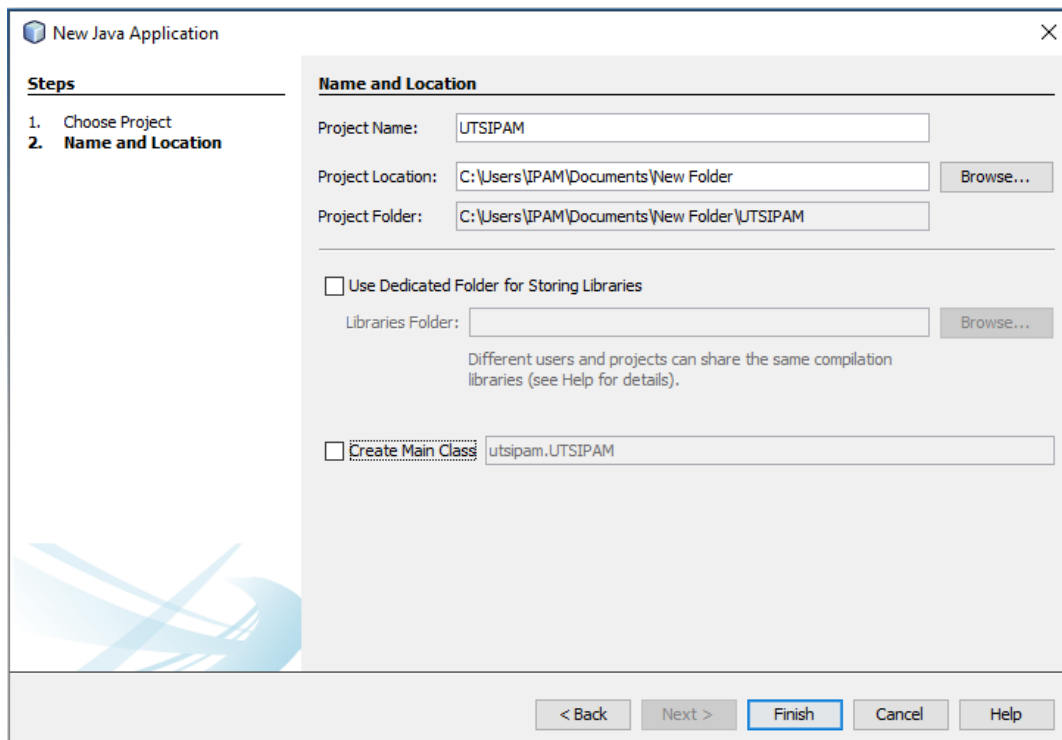 New Java Application
Steps
1. Choose Project
2. Name and Location
Name and Location
Project Name: UTSIPAM
Project Location: C:\Users\IPAM\Documents\New Folder Browse...
Project Folder: C:\Users\IPAM\Documents\New Folder\UTSIPAM
Use Dedicated Folder for Storing Libraries
Libraries Folder: Browse...
Different users and projects can share the same compilation
libraries (see Help for details).
Create Main Class utsipam.UTSIPAM
< Back Next > Finish Cancel Help